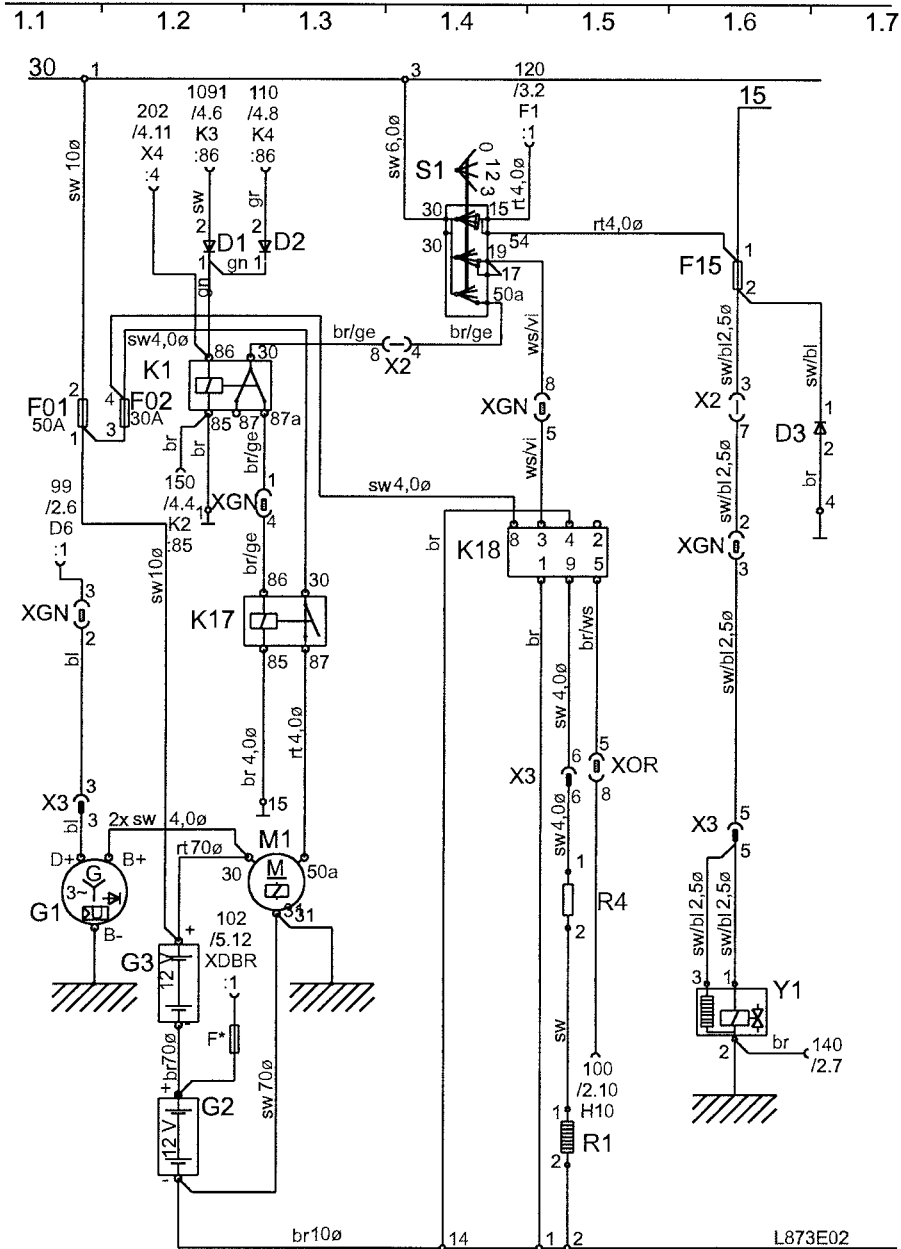 1.1 1.2 1.3 1.4 1.5 1.6 1.7
30 1 3 120 15
/3.2
F1
:1
202
/4.11
X4
:4
1091
/4.6
K3
:86
110
/4.8
K4
:86
sw 10ø
sw
gr
sw 6,0ø
S1
0 1 2 3
rt 4,0ø
30 15
30 54
19
17
50a
rt4,0ø
2 D1 2 D2
1 gn 1
gn
F15
1
2
sw4,0ø
br/ge
8 4
X2
br/ge
ws/vi
sw/bl 2,5ø
sw/bl
86 30
K1
85 87 87a
F01
50A
2
1
F02
30A
4
3
br
br
br/ge
150
/4.4
K2
:85
1
XGN
1
4
br/ge
XGN
8
5
ws/vi
X2
3
7
D3
1
2
br
4
sw 4,0ø
99
/2.6
D6
:1
sw10ø
br
K18
8 3 4 2
1 9 5
sw/bl 2,5ø
XGN
2
3
XGN
3
2
bl
86 30
K17
85 87
br
sw 4,0ø
br/ws
sw/bl 2,5ø
br 4,0ø
rt 4,0ø
15
X3
6
6
5
XOR
8
X3
3
3
bl
2x sw 4,0ø
rt70ø
M1
30 50a
M
31
31
D+ B+
G
3~
G1
B-
sw4,0ø
1
R4
2
X3
5
5
sw/bl 2,5ø
sw/bl 2,5ø
102
/5.12
XDBR
:1
+
G3
12 V
-
F*
br70ø
sw 70ø
sw
3 1
Y1
2
br
140
/2.7
100
/2.10
H10
+
G2
12 V
-
1
R1
2
br10ø 14 1 2 L873E02